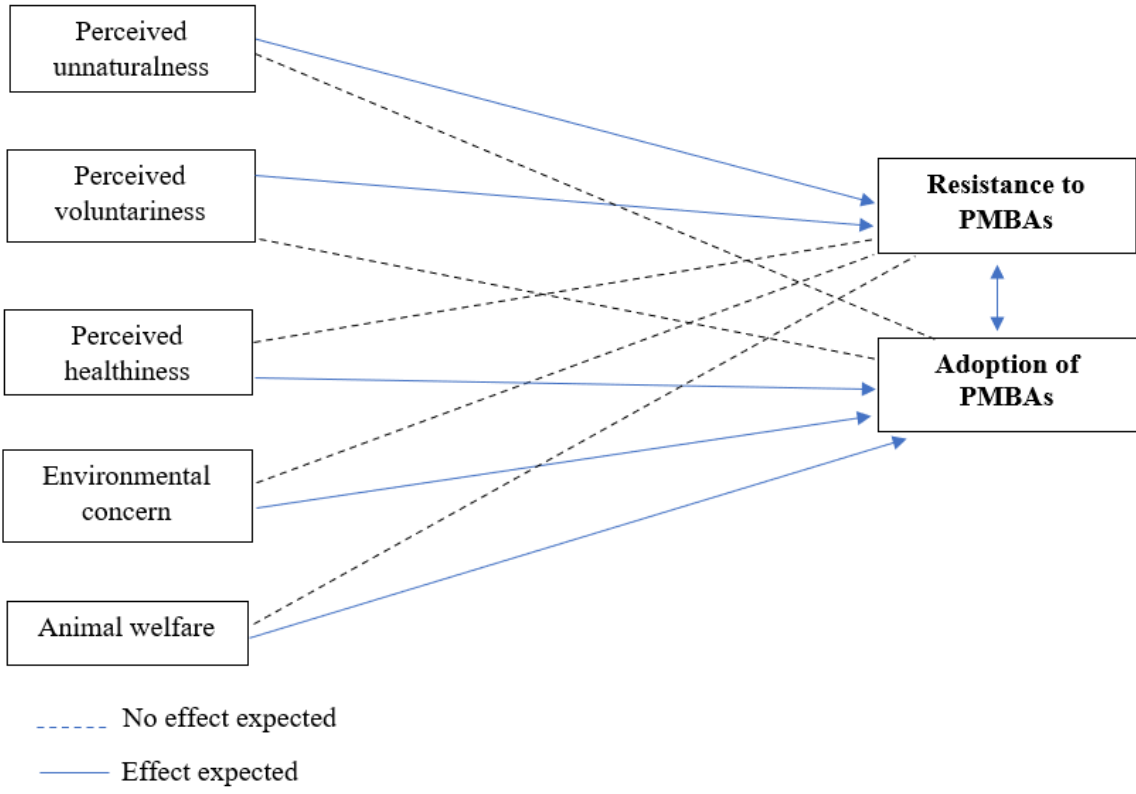 Perceived
unnaturalness
Perceived
voluntariness
Resistance to
PMBAs
Perceived
healthiness
Adoption of
PMBAs
Environmental
concern
Animal welfare
No effect expected
Effect expected